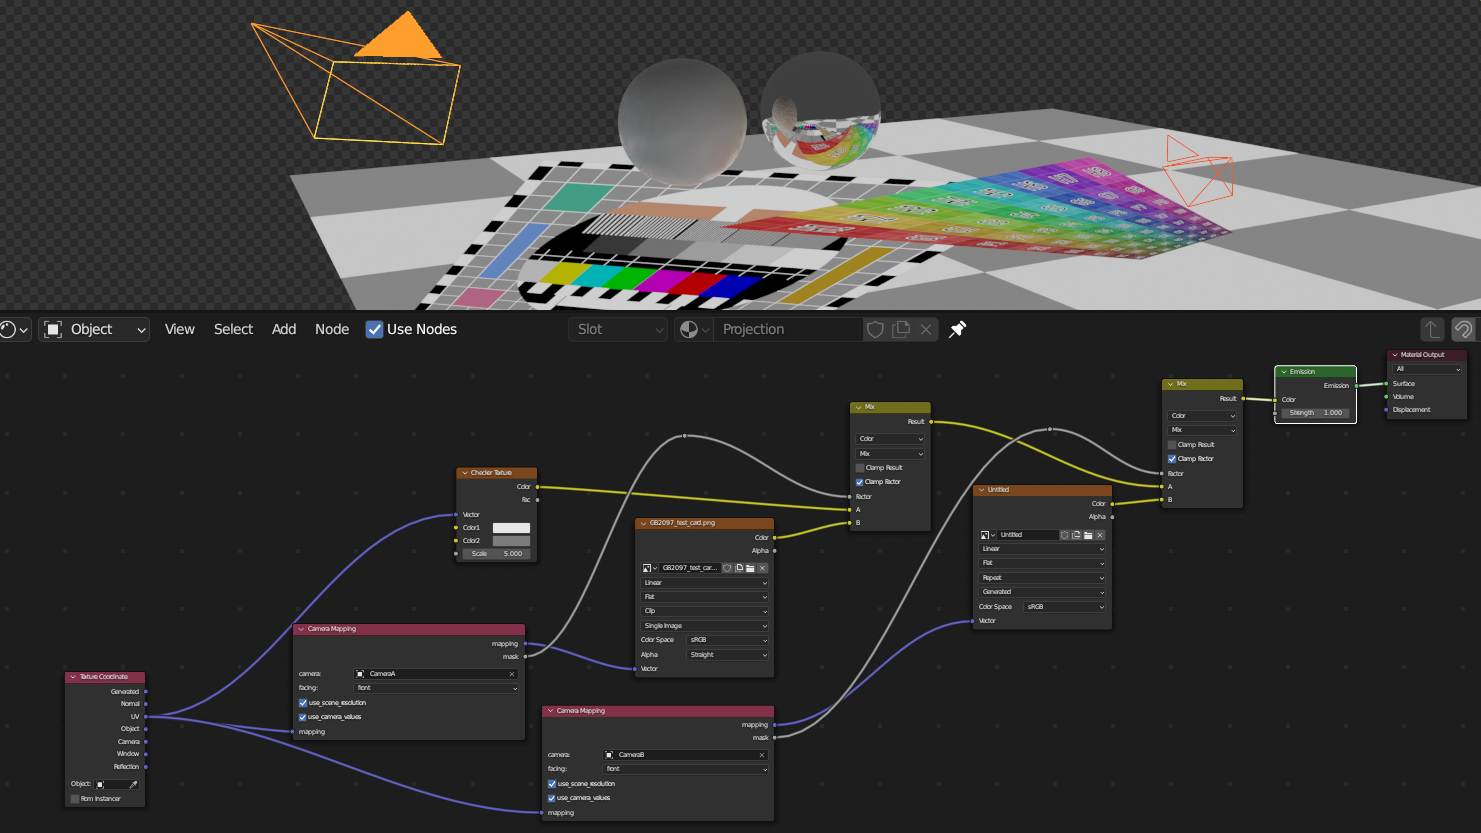 Object
View
Select
Add
Node
Use Nodes
Slot
Projection
Material Output
All
Surface
Volume
Displacement
Emission
Emission
Color
Strength 1.000
Mix
Result
Color
Mix
Clamp Result
Clamp Factor
Factor
A
B
Mix
Result
Color
Mix
Clamp Result
Clamp Factor
Factor
A
B
Checker Texture
Color
Fac
Vector
Color1
Color2
Scale 5.000
Untitled
Color
Alpha
Untitled
Linear
Flat
Repeat
Generated
Color Space sRGB
Vector
GB2097_test_card.png
Color
Alpha
GB2097_test_car...
Linear
Flat
Clip
Single Image
Color Space sRGB
Alpha Straight
Vector
Camera Mapping
mapping
mask
camera: CameraA
facing: front
use_scene_resolution
use_camera_values
mapping
Texture Coordinate
Generated
Normal
UV
Object
Camera
Window
Reflection
Object:
From Instancer
Camera Mapping
mapping
mask
camera: CameraB
facing: front
use_scene_resolution
use_camera_values
mapping